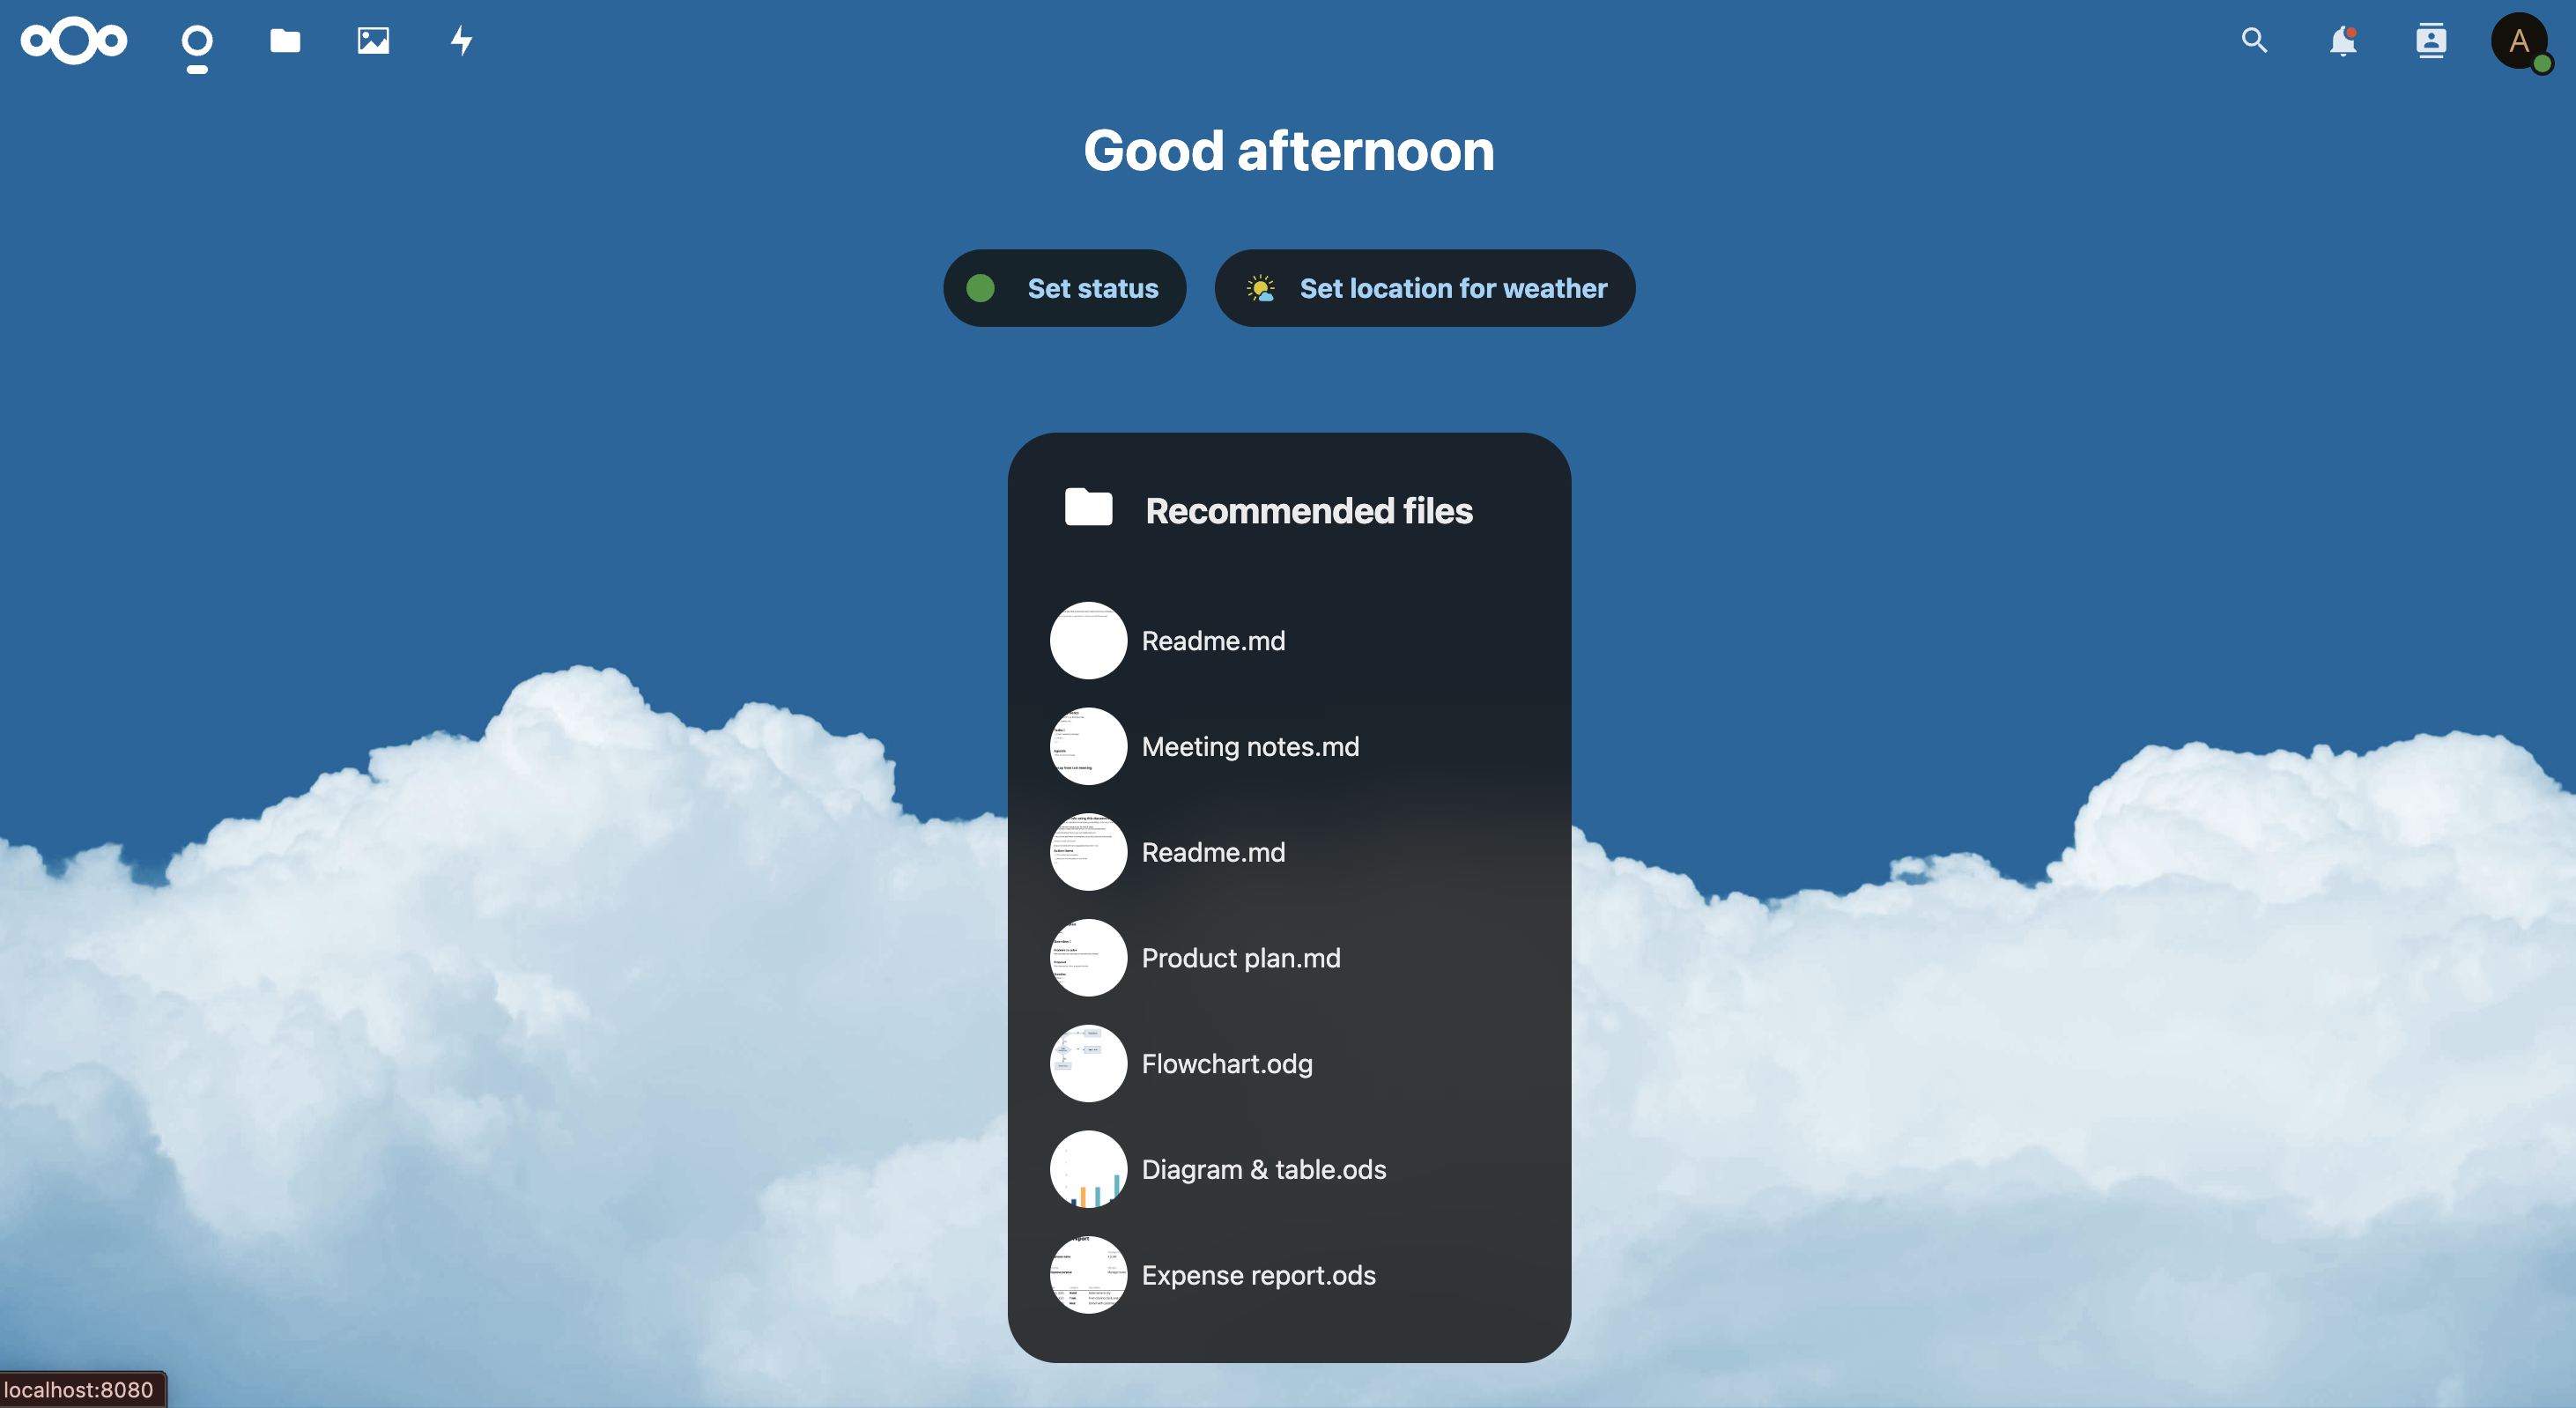 A
Good afternoon
Set status
Set location for weather
Recommended files
Readme.md
Meeting notes.md
Readme.md
Product plan.md
Flowchart.odg
Diagram & table.ods
Expense report.ods
localhost:8080